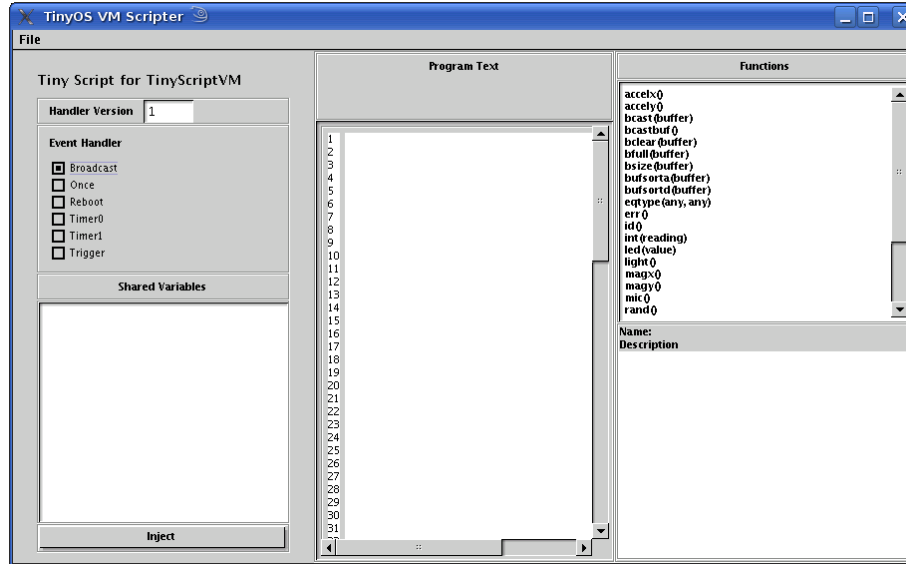 TinyOS VM Scripter
File
Tiny Script for TinyScriptVM
Handler Version 1
Event Handler
Broadcast
Once
Reboot
Timer0
Timer1
Trigger
Shared Variables
Inject
Program Text
1
2
3
4
5
6
7
8
9
10
11
12
13
14
15
16
17
18
19
20
21
22
23
24
25
26
27
28
29
30
31
Functions
accelx()
accely()
bcast(buffer)
bcastbuf()
bclear(buffer)
bfull(buffer)
bsize(buffer)
bufsorta(buffer)
bufsortd(buffer)
eqtype(any, any)
err()
id()
int(reading)
led(value)
light()
magx()
magy()
mic()
rand()
Name:
Description